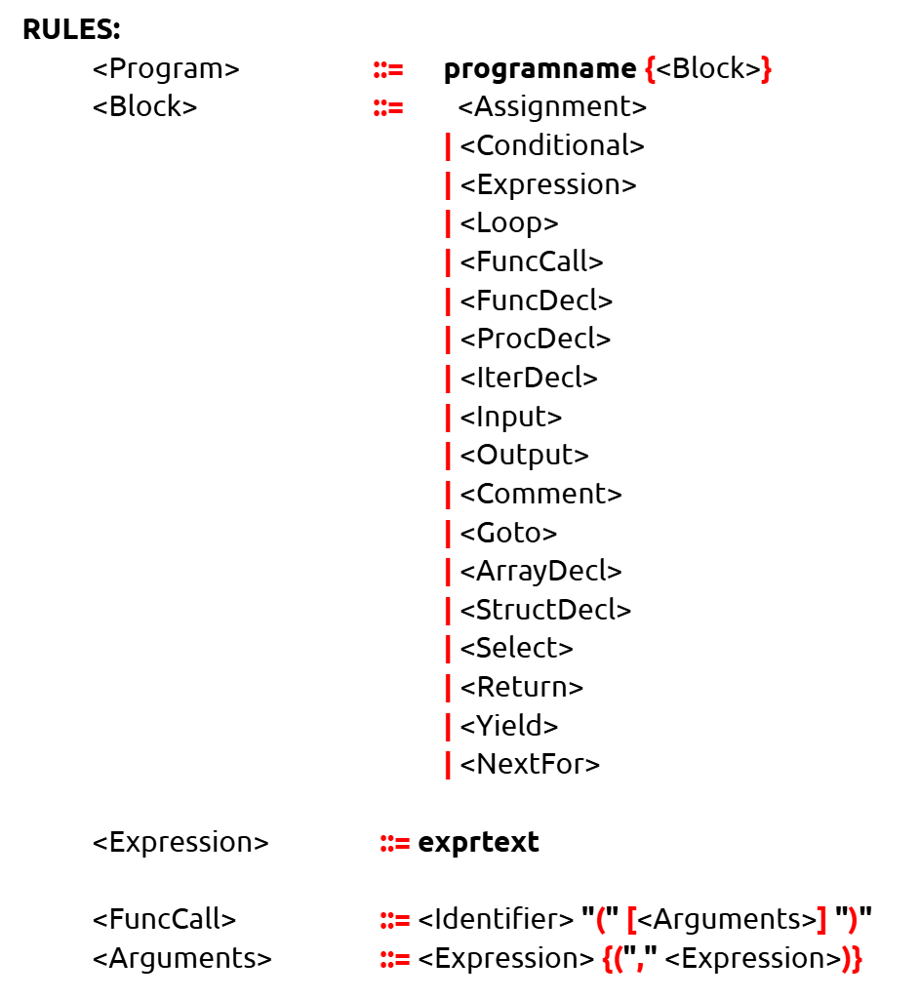 RULES:
<Program> ::= programname {<Block>}
<Block> ::= <Assignment>
| <Conditional>
| <Expression>
| <Loop>
| <FuncCall>
| <FuncDecl>
| <ProcDecl>
| <IterDecl>
| <Input>
| <Output>
| <Comment>
| <Goto>
| <ArrayDecl>
| <StructDecl>
| <Select>
| <Return>
| <Yield>
| <NextFor>
<Expression> ::= exprtext
<FuncCall> ::= <Identifier> "(" [<Arguments>] ")"
<Arguments> ::= <Expression> {("," <Expression>)}